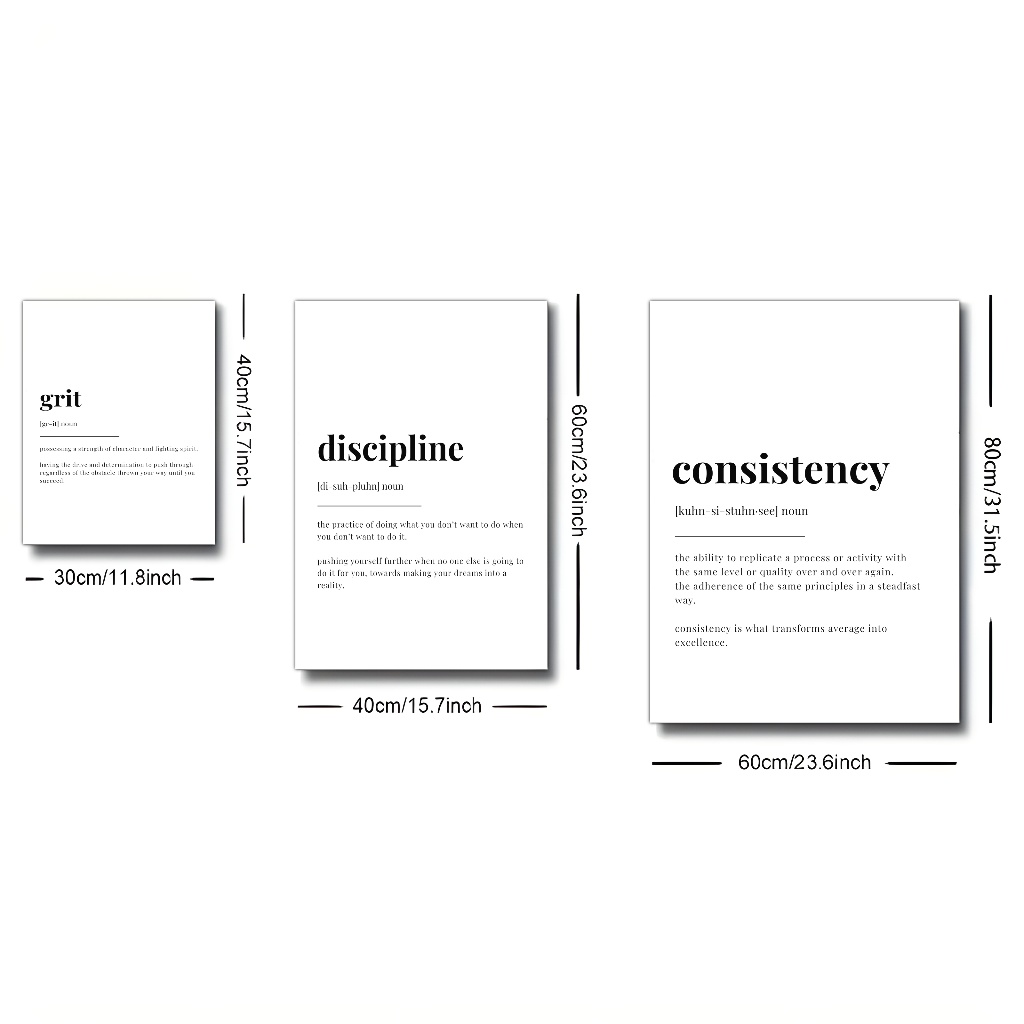 grit
[gr-it] noun
possessing a strength of character and fighting spirit.
having the drive and determination to push through
regardless of the obstacle thrown your way until you
succeed.
40cm/15.7inch
30cm/11.8inch
discipline
[di-suh-pluhn] noun
the practice of doing what you don't want to do when
you don't want to do it.
pushing yourself further when no one else is going to
do it for you, towards making your dreams into a
reality.
60cm/23.6inch
40cm/15.7inch
consistency
[kuhn-si-stuhn·see] noun
the ability to replicate a process or activity with
the same level or quality over and over again.
the adherence of the same principles in a steadfast
way.
consistency is what transforms average into
excellence.
80cm/31.5inch
60cm/23.6inch